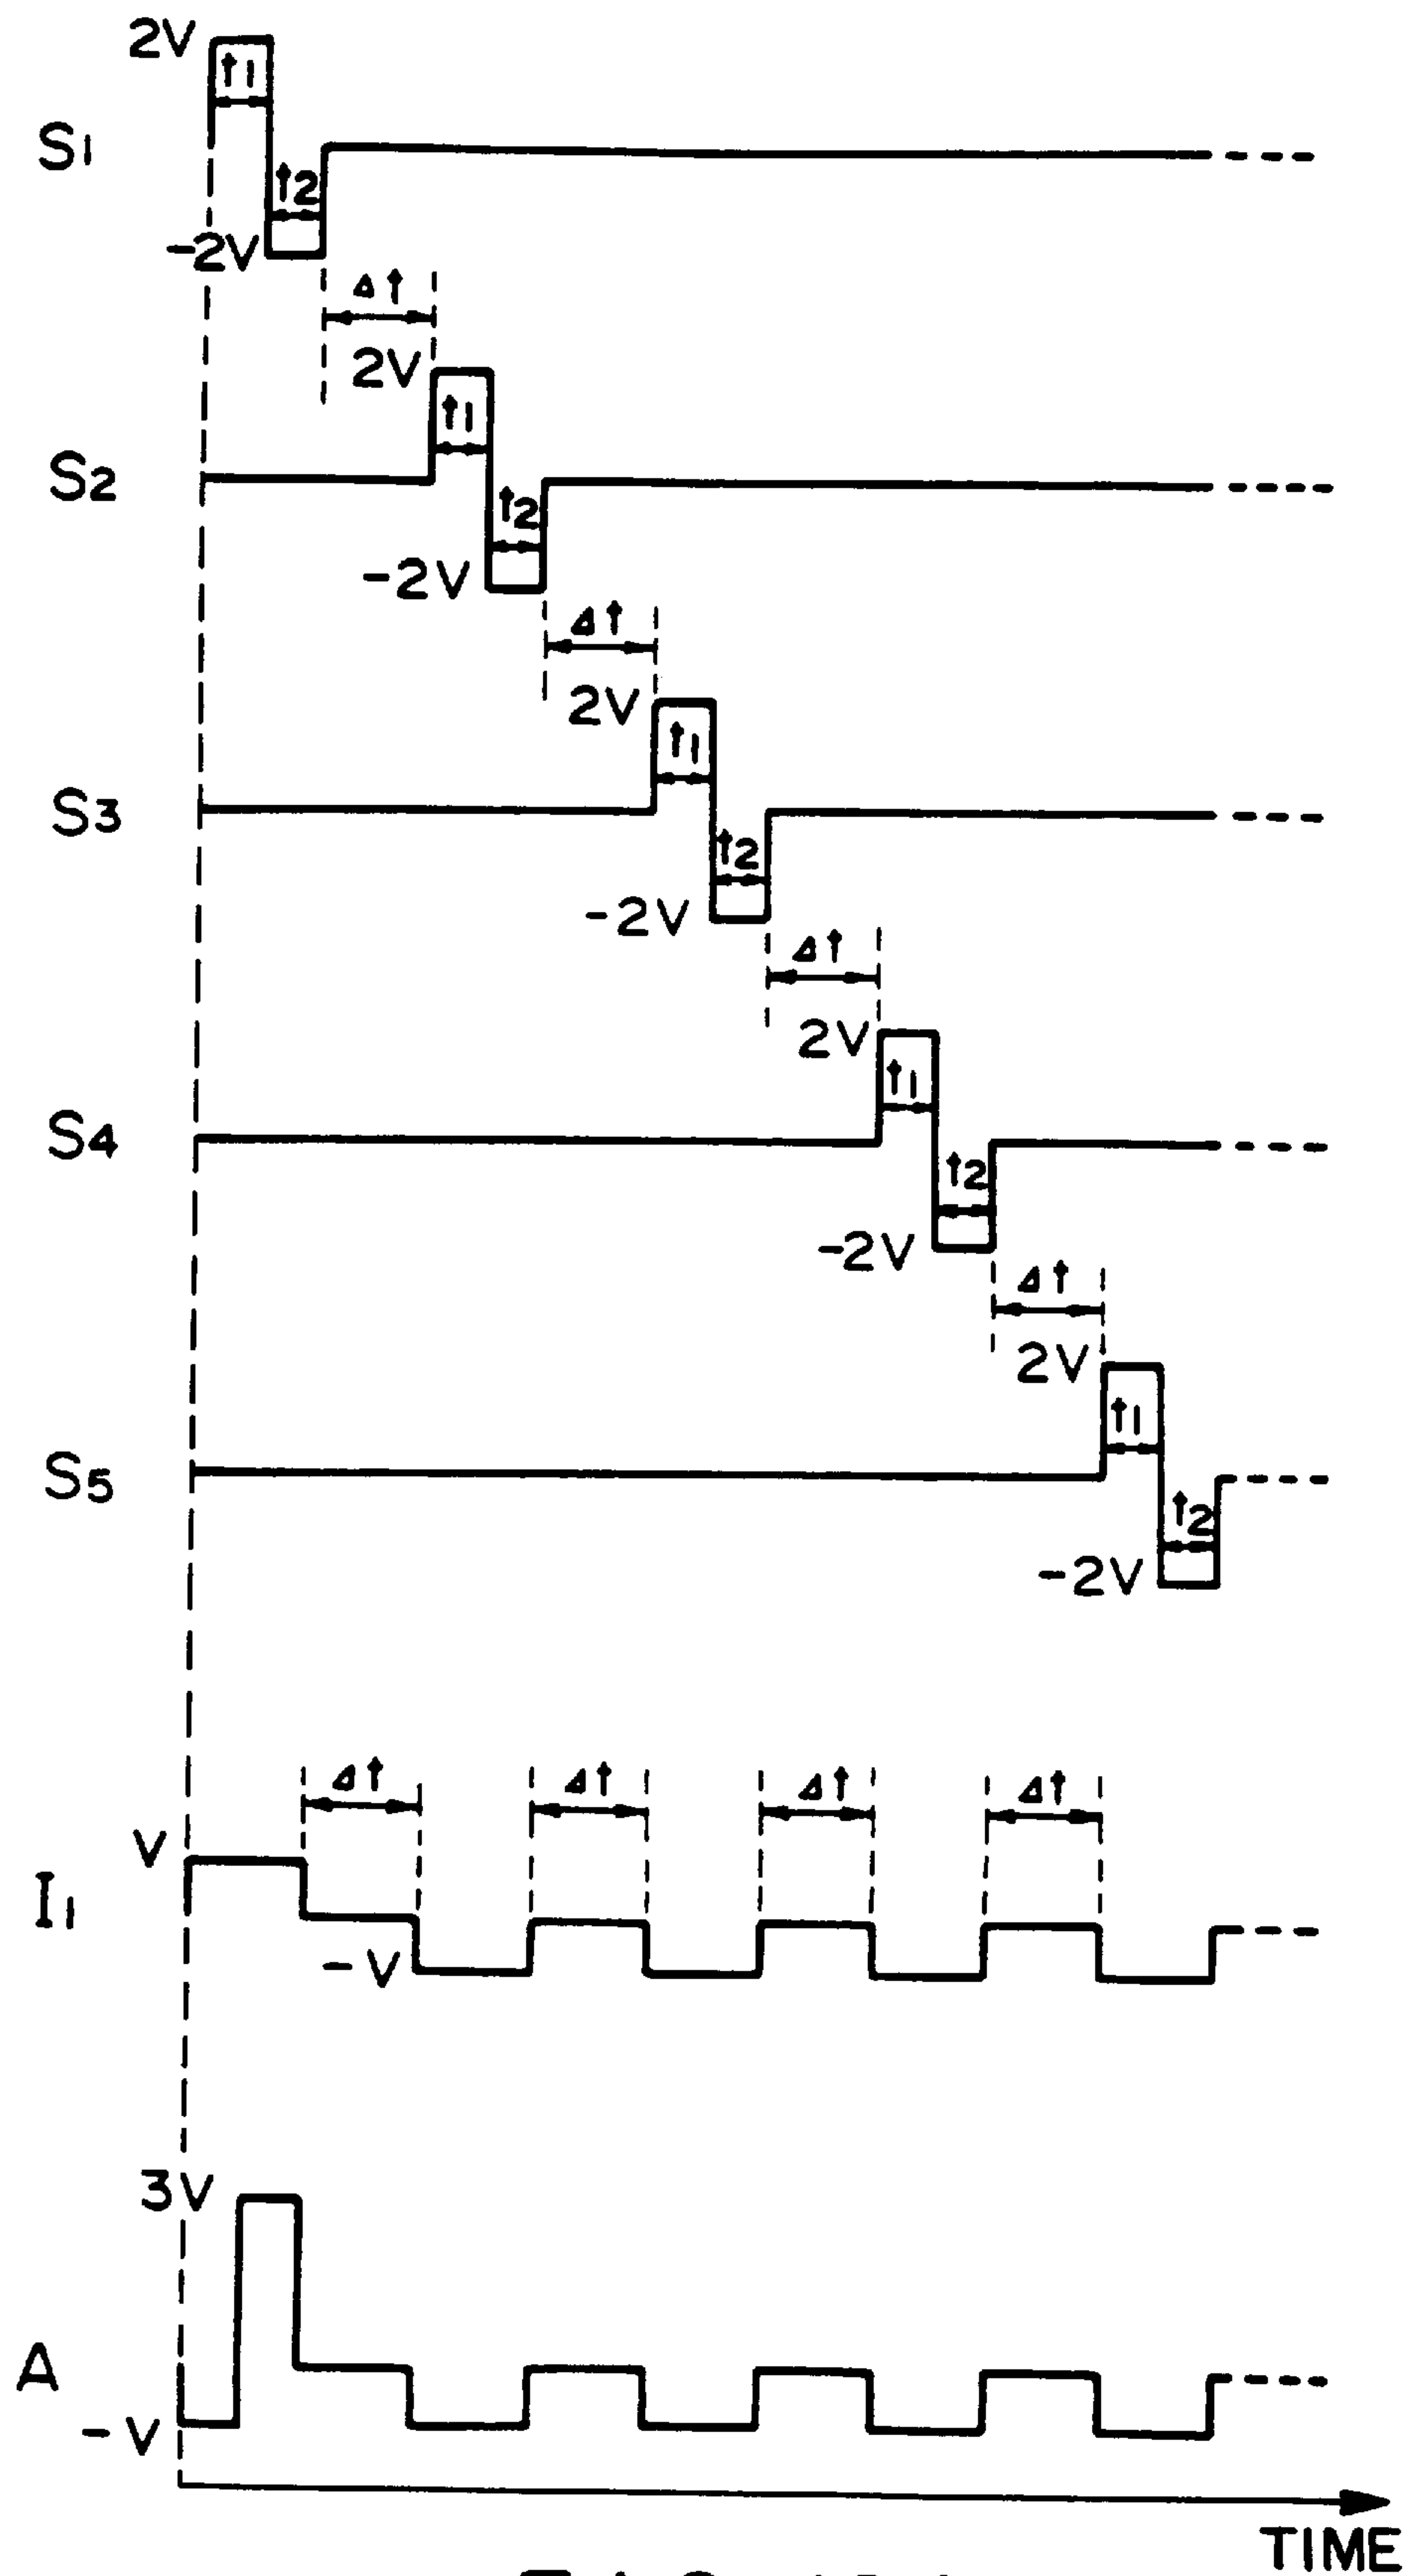 2V
t1
S1
t2
-2V
Δt
2V
t1
S2
t2
-2V
Δt
2V
t1
S3
t2
-2V
Δt
2V
t1
S4
t2
-2V
Δt
2V
t1
S5
t2
-2V
Δt Δt Δt Δt
V
I1
-V
3V
A
-V
TIME